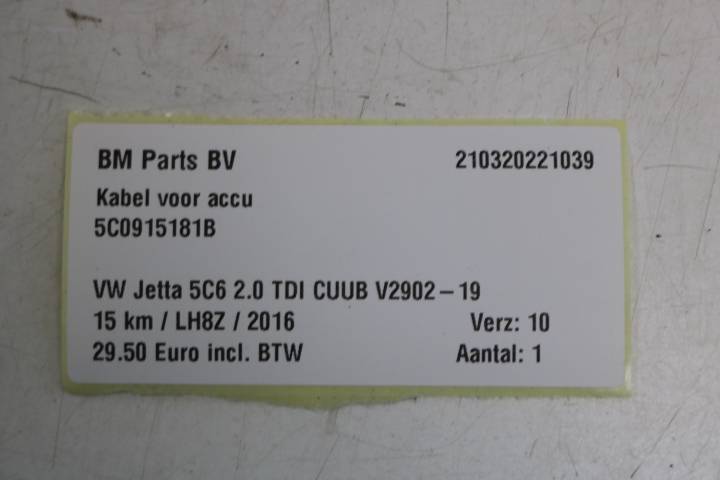 BM Parts BV 210320221039
Kabel voor accu
5C0915181B
VW Jetta 5C6 2.0 TDI CUUB V2902 – 19
15 km / LH8Z / 2016 Verz: 10
29.50 Euro incl. BTW Aantal: 1